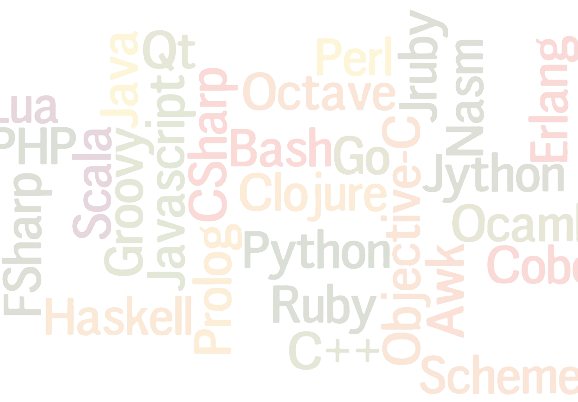 Java
Qt
Perl
Jruby
Nasm
Erlang
Lua
PHP
Scala
Groovy
Javascript
CSharp
Octave
Bash
Go
Jython
Clojure
Objective-C
Ocaml
FSharp
Prolog
Python
Awk
Cobo
Haskell
Ruby
C++
Scheme